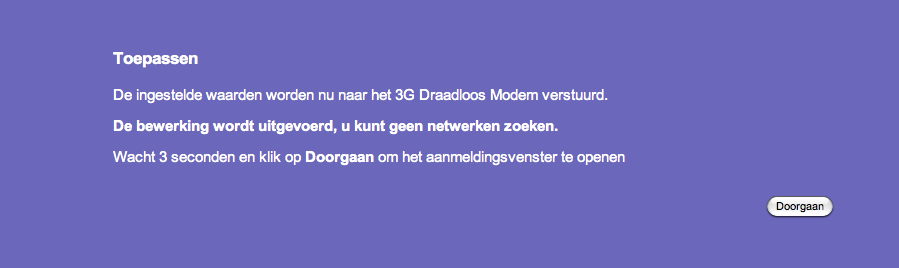 Toepassen
De ingestelde waarden worden nu naar het 3G Draadloos Modem verstuurd.
De bewerking wordt uitgevoerd, u kunt geen netwerken zoeken.
Wacht 3 seconden en klik op Doorgaan om het aanmeldingsvenster te openen
Doorgaan